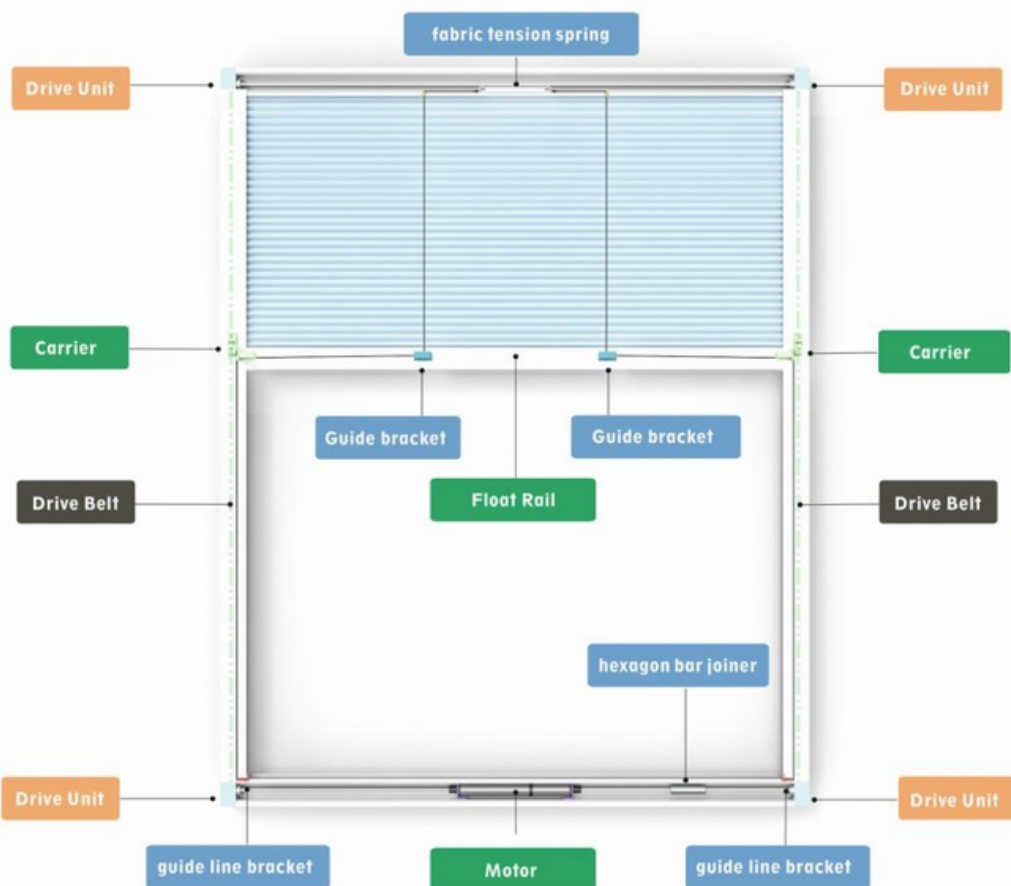 fabric tension spring
Drive Unit
Drive Unit
Carrier
Carrier
Guide bracket
Guide bracket
Float Rail
Drive Belt
Drive Belt
hexagon bar joiner
Drive Unit
Drive Unit
guide line bracket
Motor
guide line bracket